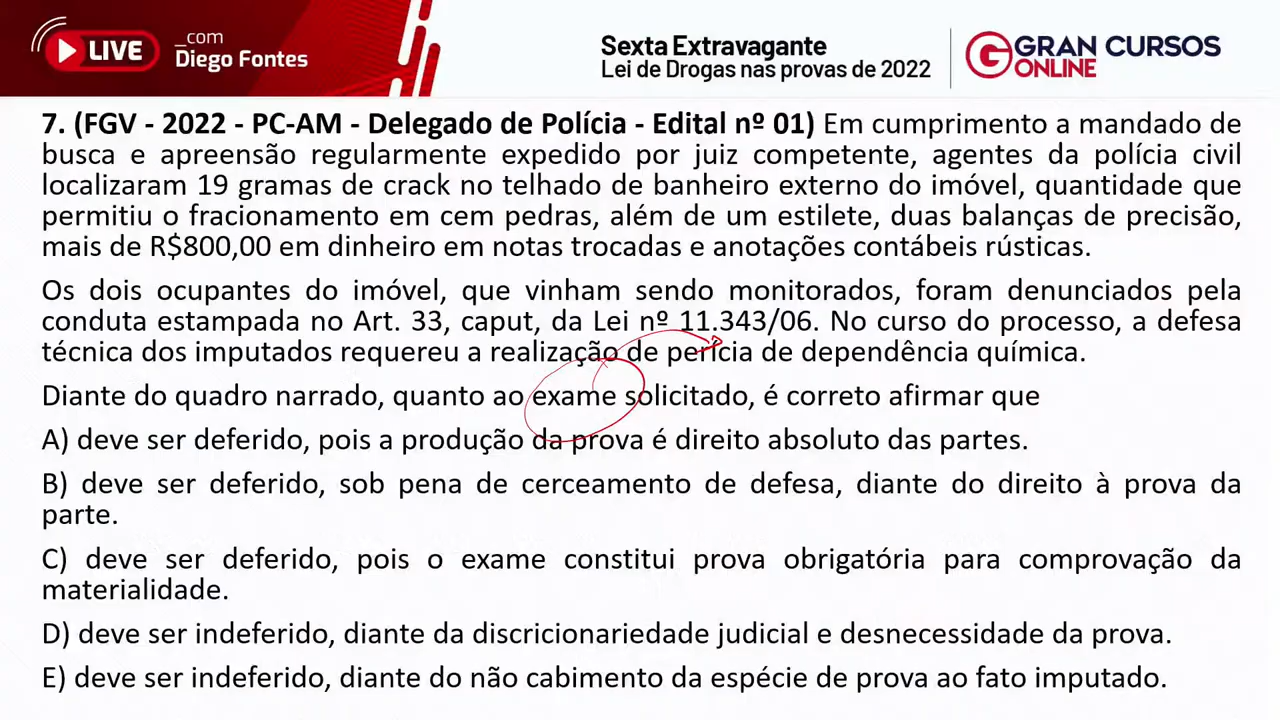 LIVE
_com
Diego Fontes
Sexta Extravagante
Lei de Drogas nas provas de 2022
G GRAN CURSOS
ONLINE
7. (FGV - 2022 - PC-AM - Delegado de Polícia - Edital nº 01) Em cumprimento a mandado de
busca e apreensão regularmente expedido por juiz competente, agentes da polícia civil
localizaram 19 gramas de crack no telhado de banheiro externo do imóvel, quantidade que
permitiu o fracionamento em cem pedras, além de um estilete, duas balanças de precisão,
mais de R$800,00 em dinheiro em notas trocadas e anotações contábeis rústicas.
Os dois ocupantes do imóvel, que vinham sendo monitorados, foram denunciados pela
conduta estampada no Art. 33, caput, da Lei nº 11.343/06. No curso do processo, a defesa
técnica dos imputados requereu a realização de perícia de dependência química.
Diante do quadro narrado, quanto ao exame solicitado, é correto afirmar que
A) deve ser deferido, pois a produção da prova é direito absoluto das partes.
B) deve ser deferido, sob pena de cerceamento de defesa, diante do direito à prova da
parte.
C) deve ser deferido, pois o exame constitui prova obrigatória para comprovação da
materialidade.
D) deve ser indeferido, diante da discricionariedade judicial e desnecessidade da prova.
E) deve ser indeferido, diante do não cabimento da espécie de prova ao fato imputado.